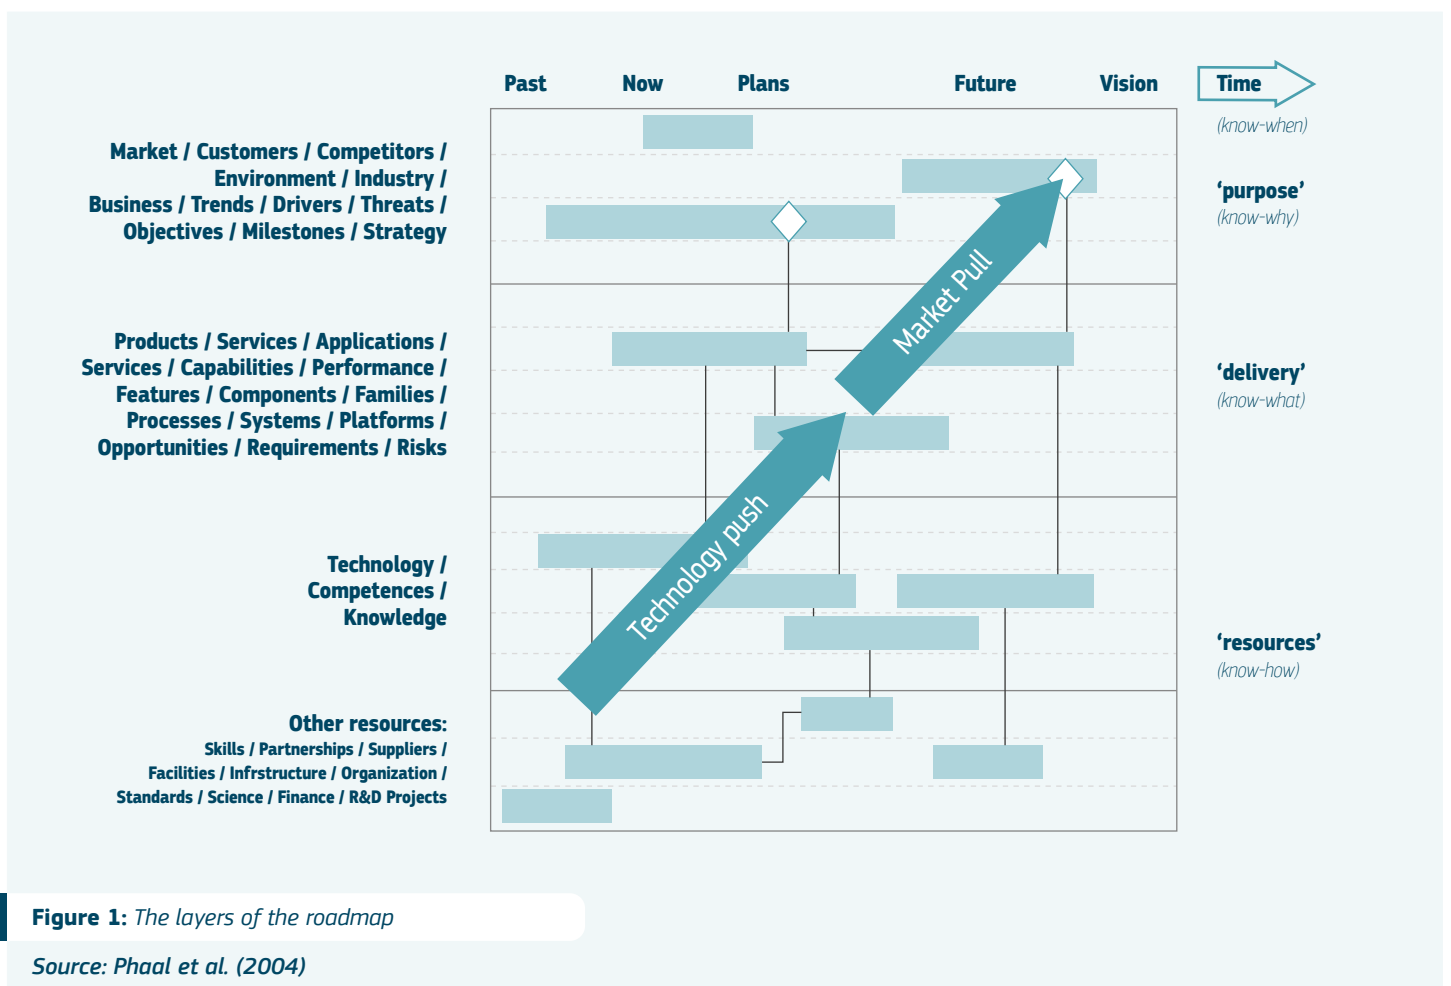 Past Now Plans Future Vision Time
(know-when)
Market / Customers / Competitors /
Environment / Industry /
Business / Trends / Drivers / Threats /
Objectives / Milestones / Strategy
‘purpose’
(know-why)
Market Pull
Products / Services / Applications /
Services / Capabilities / Performance /
Features / Components / Families /
Processes / Systems / Platforms /
Opportunities / Requirements / Risks
‘delivery’
(know-what)
Technology push
Technology /
Competences /
Knowledge
‘resources’
(know-how)
Other resources:
Skills / Partnerships / Suppliers /
Facilities / Infrstructure / Organization /
Standards / Science / Finance / R&D Projects
Figure 1: The layers of the roadmap
Source: Phaal et al. (2004)